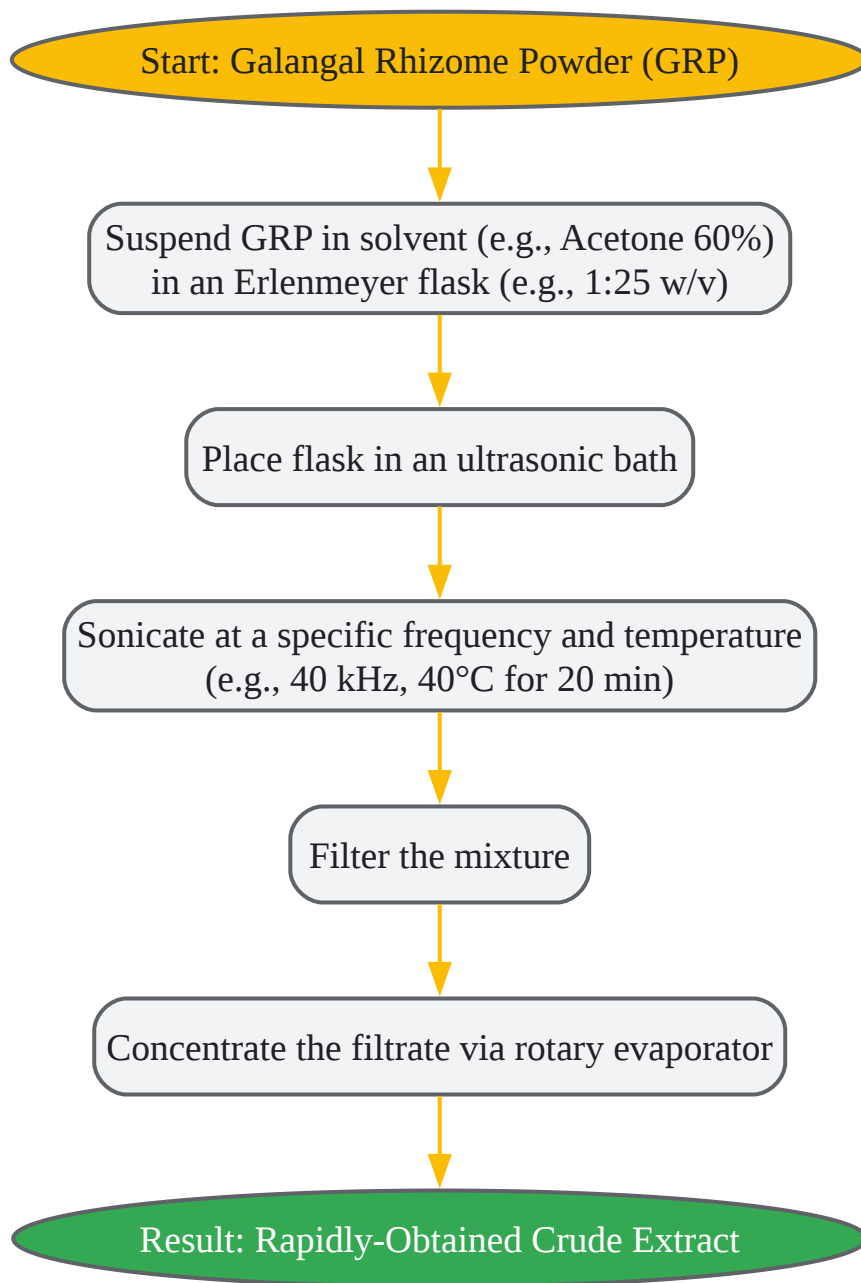 Start: Galangal Rhizome Powder (GRP)
Suspend GRP in solvent (e.g., Acetone 60%)
in an Erlenmeyer flask (e.g., 1:25 w/v)
Place flask in an ultrasonic bath
Sonicate at a specific frequency and temperature
(e.g., 40 kHz, 40°C for 20 min)
Filter the mixture
Concentrate the filtrate via rotary evaporator
Result: Rapidly-Obtained Crude Extract